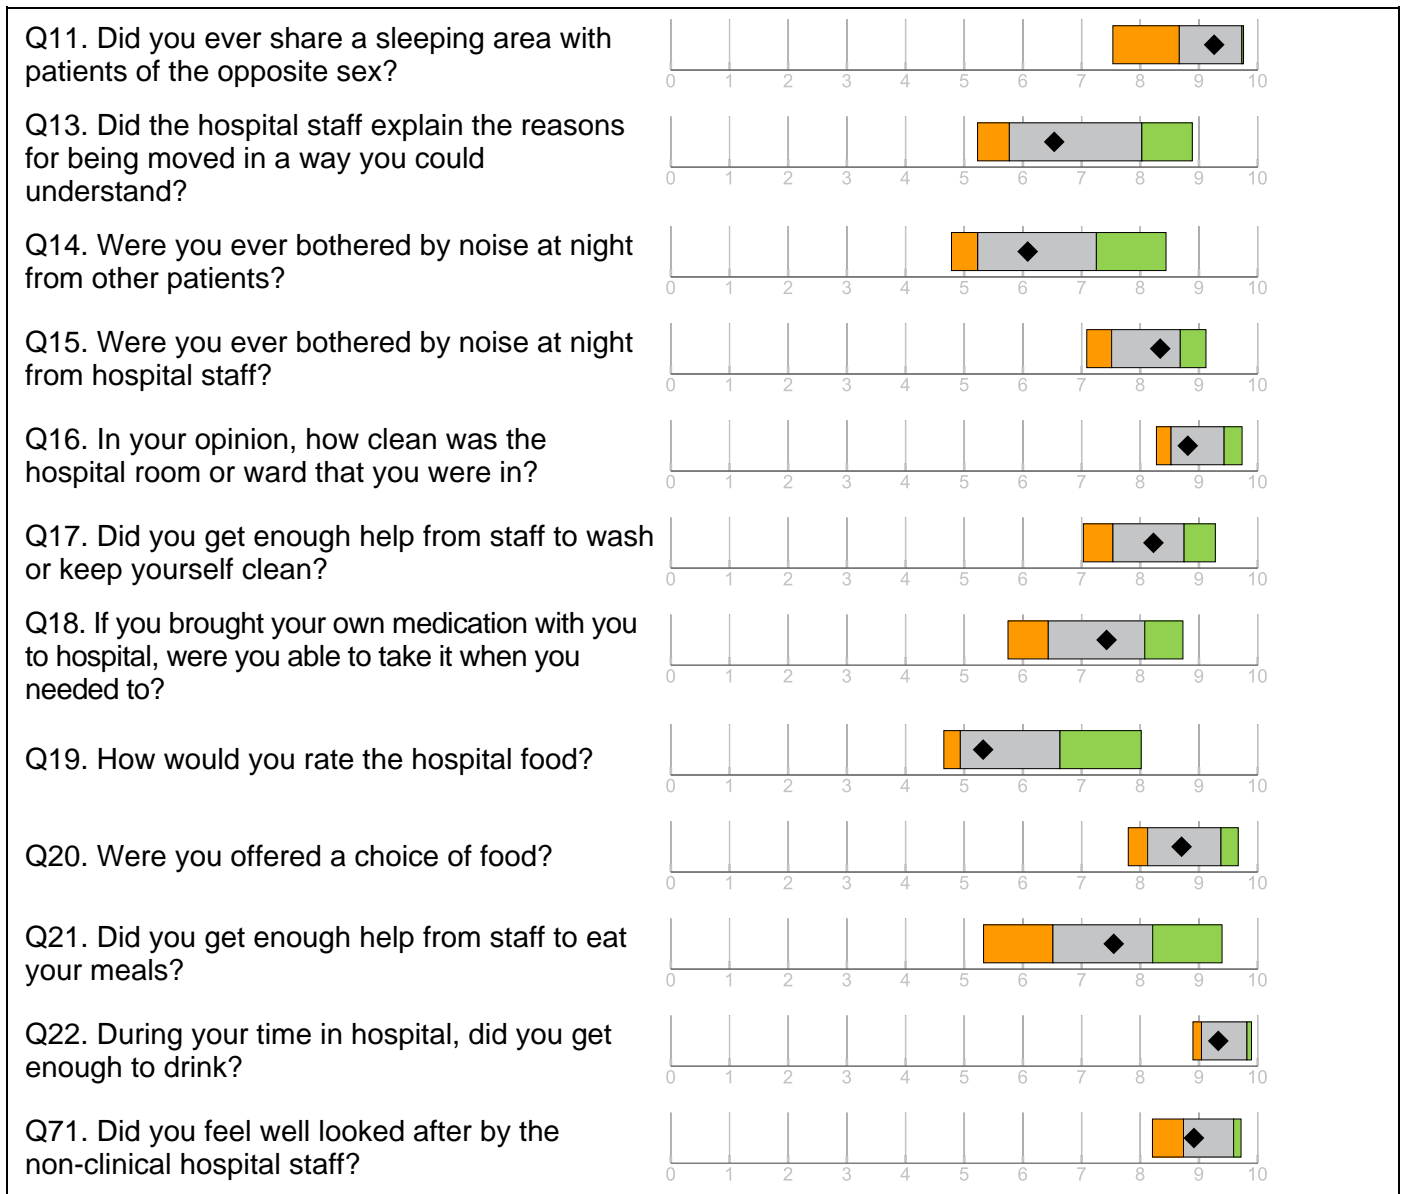 Q11. Did you ever share a sleeping area with
patients of the opposite sex?
0 1 2 3 4 5 6 7 8 9 10
Q13. Did the hospital staff explain the reasons
for being moved in a way you could
understand?
0 1 2 3 4 5 6 7 8 9 10
Q14. Were you ever bothered by noise at night
from other patients?
0 1 2 3 4 5 6 7 8 9 10
Q15. Were you ever bothered by noise at night
from hospital staff?
0 1 2 3 4 5 6 7 8 9 10
Q16. In your opinion, how clean was the
hospital room or ward that you were in?
0 1 2 3 4 5 6 7 8 9 10
Q17. Did you get enough help from staff to wash
or keep yourself clean?
0 1 2 3 4 5 6 7 8 9 10
Q18. If you brought your own medication with you
to hospital, were you able to take it when you
needed to?
0 1 2 3 4 5 6 7 8 9 10
Q19. How would you rate the hospital food?
0 1 2 3 4 5 6 7 8 9 10
Q20. Were you offered a choice of food?
0 1 2 3 4 5 6 7 8 9 10
Q21. Did you get enough help from staff to eat
your meals?
0 1 2 3 4 5 6 7 8 9 10
Q22. During your time in hospital, did you get
enough to drink?
0 1 2 3 4 5 6 7 8 9 10
Q71. Did you feel well looked after by the
non-clinical hospital staff?
0 1 2 3 4 5 6 7 8 9 10